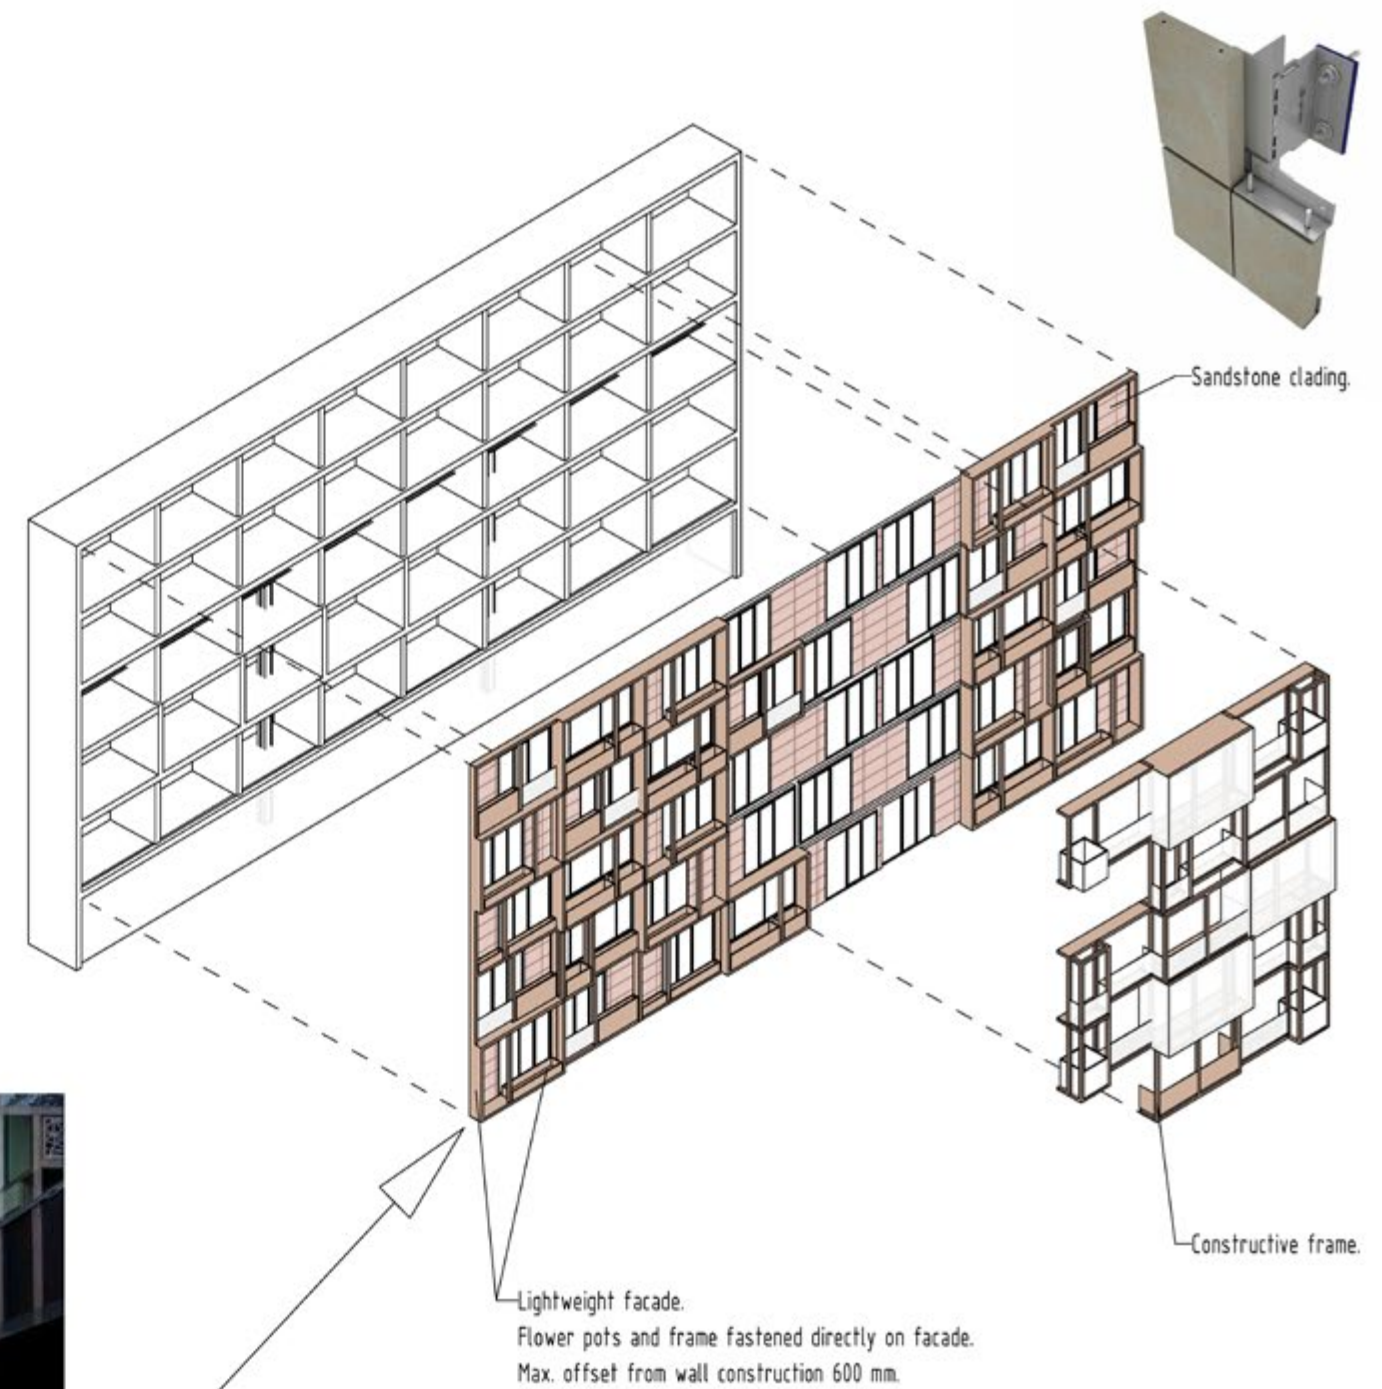 Sandstone clading.
Constructive frame.
Lightweight facade.
Flower pots and frame fastened directly on facade.
Max. offset from wall construction 600 mm.